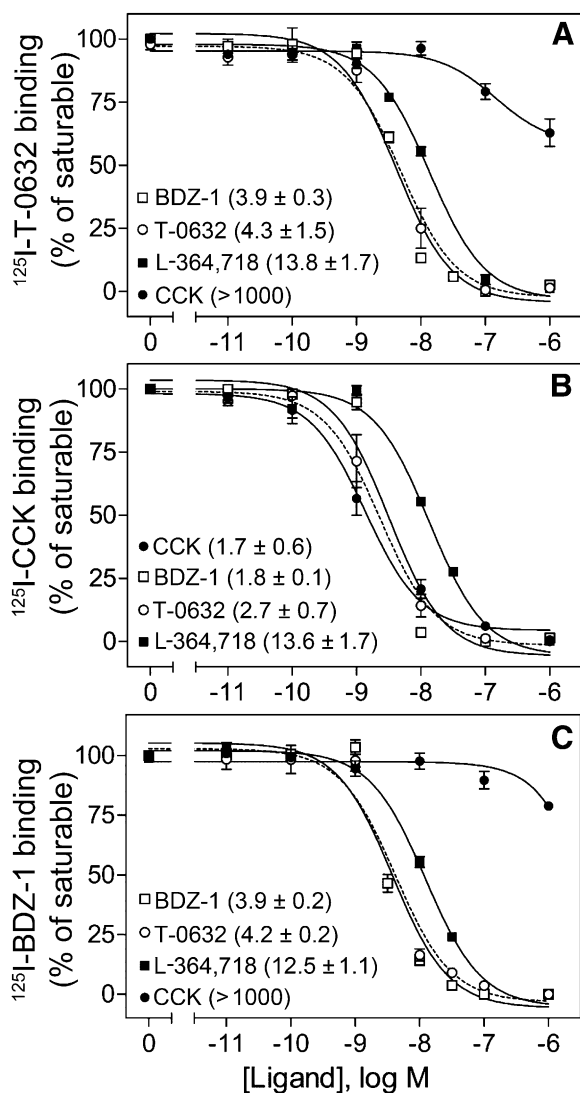 A
¹²⁵I-T-0632 binding
(% of saturable)
100
75
50
25
0
BDZ-1 (3.9 ± 0.3)
T-0632 (4.3 ±1.5)
L-364,718 (13.8 ±1.7)
CCK (>1000)
0 -11 -10 -9 -8 -7 -6
B
¹²⁵I-CCK binding
(% of saturable)
100
75
50
25
0
CCK (1.7 ± 0.6)
BDZ-1 (1.8 ± 0.1)
T-0632 (2.7 ± 0.7)
L-364,718 (13.6 ± 1.7)
0 -11 -10 -9 -8 -7 -6
C
¹²⁵I-BDZ-1 binding
(% of saturable)
100
75
50
25
0
BDZ-1 (3.9 ± 0.2)
T-0632 (4.2 ± 0.2)
L-364,718 (12.5 ± 1.1)
CCK (>1000)
0 -11 -10 -9 -8 -7 -6
[Ligand], log M